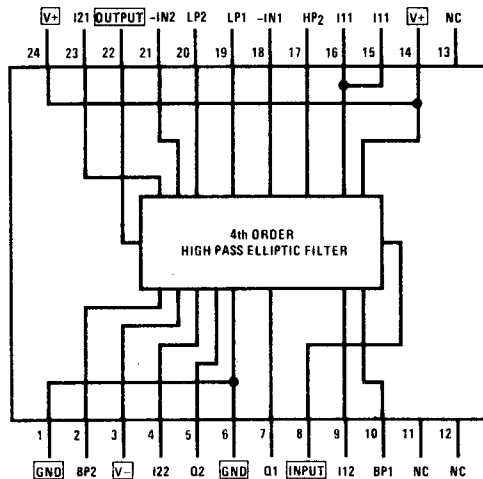 V+ I21 OUTPUT -IN2 LP2 LP1 -IN1 HP2 I11 I11 V+ NC
24 23 22 21 20 19 18 17 16 15 14 13
4th ORDER
HIGH PASS ELLIPTIC FILTER
1 2 3 4 5 6 7 8 9 10 11 12
GND BP2 V- I22 Q2 GND Q1 INPUT I12 BP1 NC NC